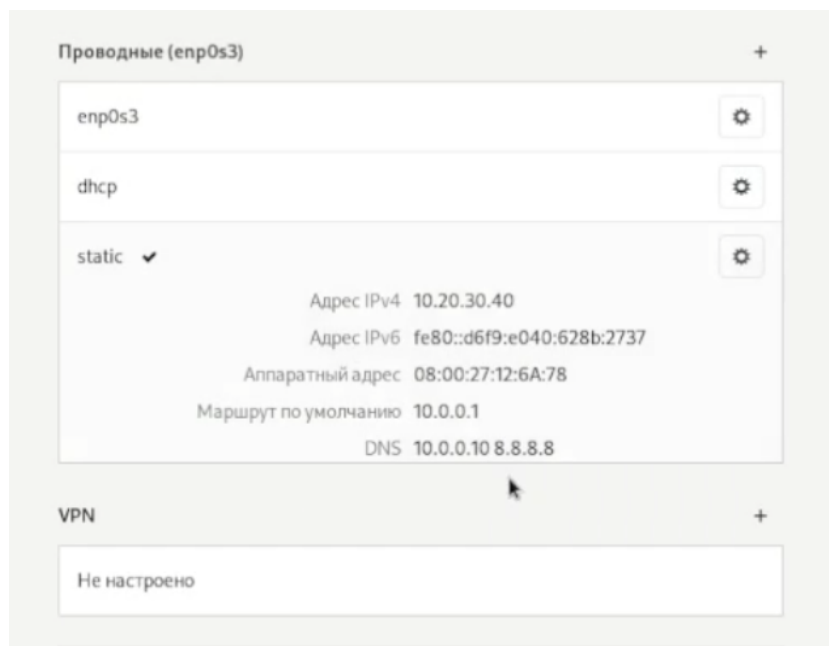 Проводные (enp0s3)
enp0s3
dhcp
static
Адрес IPv4 10.20.30.40
Адрес IPv6 fe80::d6f9:e040:628b:2737
Аппаратный адрес 08:00:27:12:6A:78
Маршрут по умолчанию 10.0.0.1
DNS 10.0.0.10 8.8.8.8
VPN
Не настроено